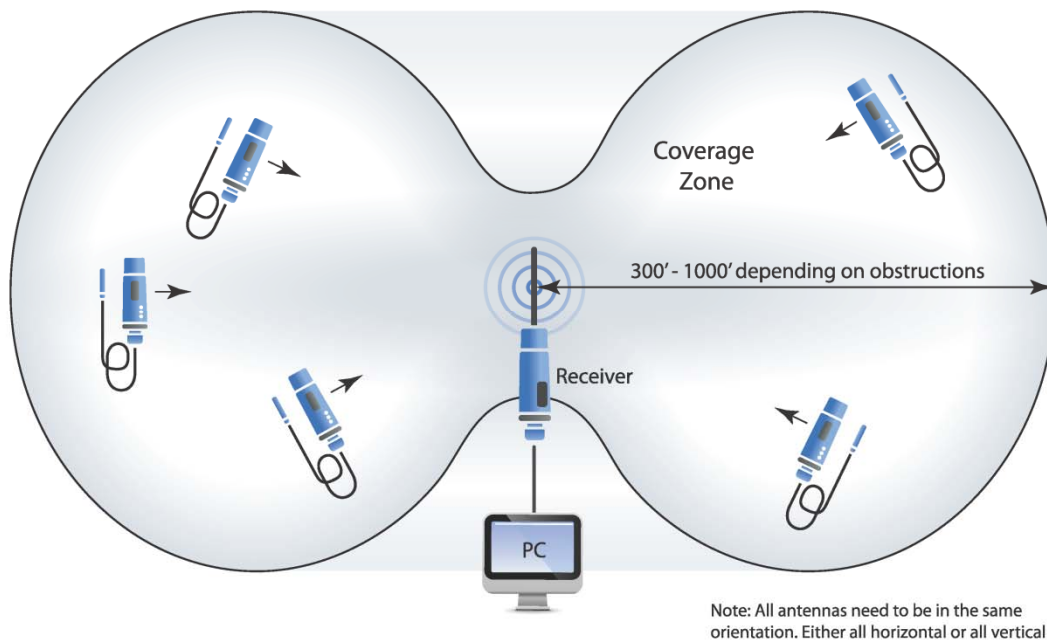 Coverage
Zone
300' - 1000' depending on obstructions
Receiver
PC
Note: All antennas need to be in the same
orientation. Either all horizontal or all vertical